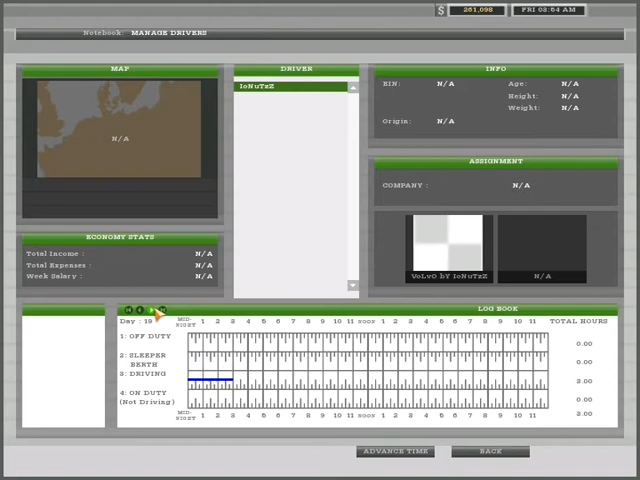 $ 261,098 FRI 03:54 AM
Notebook: MANAGE DRIVERS
MAP
N/A
ECONOMY STATS
Total Income : N/A
Total Expenses : N/A
Week Salary : N/A
DRIVER
IoNuTzZ
INFO
N/A
Age: N/A
Height: N/A
Weight: N/A
Origin: N/A
ASSIGNMENT
COMPANY : N/A
VoLvO bY IoNuTzZ
N/A
LOG BOOK
Day : 19
MID-
NIGHT 1 2 3 4 5 6 7 8 9 10 11 NOON 1 2 3 4 5 6 7 8 9 10 11 TOTAL HOURS
1: OFF DUTY 0.00
2: SLEEPER
BERTH 0.00
3: DRIVING 3.00
4: ON DUTY
(Not Driving) 0.00
MID-
NIGHT 1 2 3 4 5 6 7 8 9 10 11 NOON 1 2 3 4 5 6 7 8 9 10 11 3.00
ADVANCE TIME
BACK